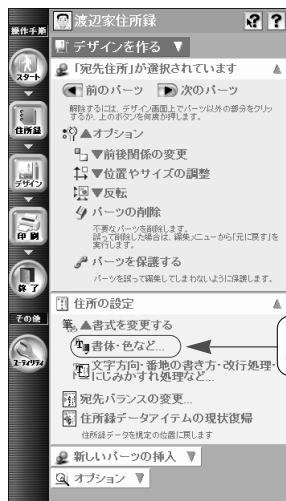 操作手順
渡辺家住所録
? ?
デザインを作る ▼
スタート
「宛先住所」が選択されています ▲
前のパーツ 次のパーツ
解除するには、デザイン画面上でパーツ以外の部分をクリックするか、上のボタンを何度か押します。
住所録
▲オプション
▼前後関係の変更
▼位置やサイズの調整
デザイン
▼反転
パーツの削除
不要なパーツを削除します。
誤って削除した場合は、編集メニューから「元に戻す」を
実行します。
印刷
パーツを保護する
パーツを誤って編集してしまわないように保護します。
終了
住所の設定 ▲
その他
▲書式を変更する
書体・色など...
文字方向・番地の書き方・改行処理・
にじみかすれ処理など...
ユーティリティ
宛先バランスの変更...
住所録データアイテムの現状復帰
住所録データを規定の位置に戻します
新しいパーツの挿入 ▼
オプション ▼